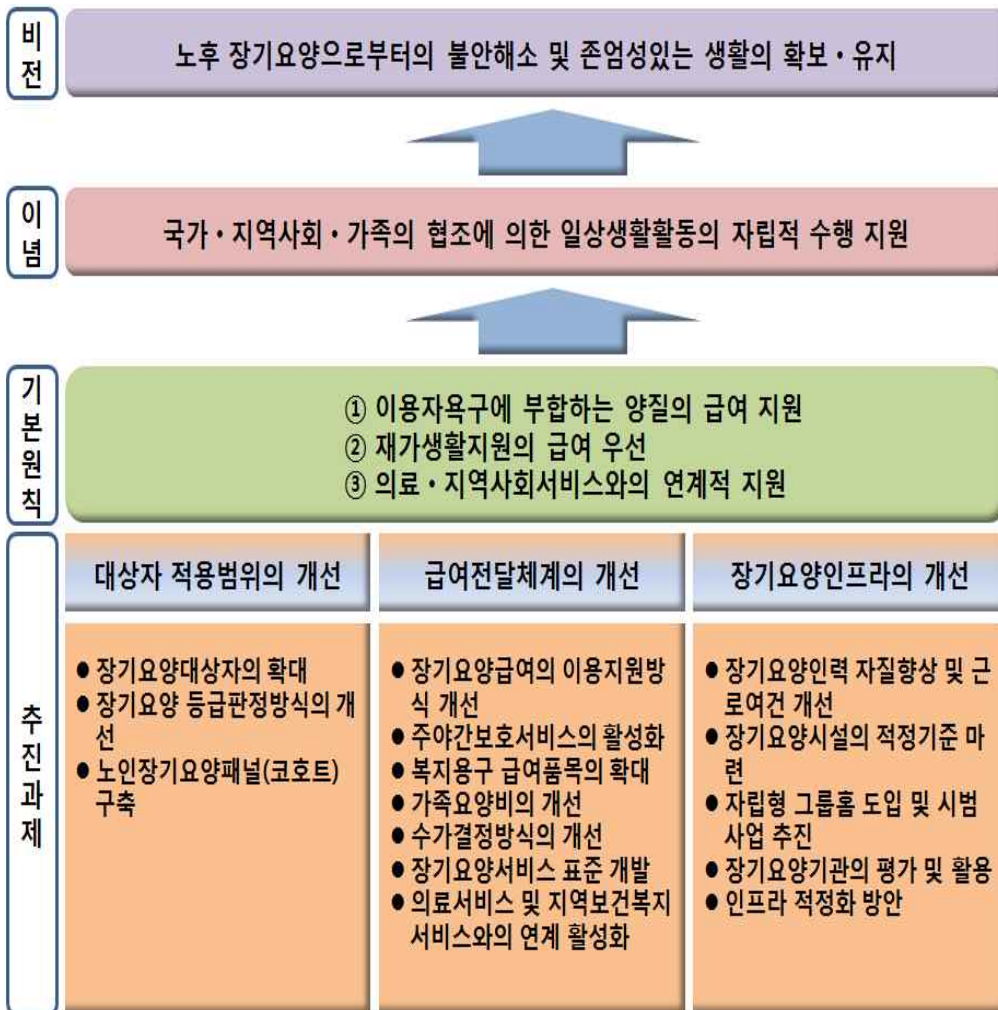 비전
노후 장기요양으로부터의 불안해소 및 존엄성있는 생활의 확보·유지
이념
국가·지역사회·가족의 협조에 의한 일상생활활동의 자립적 수행 지원
기본원칙
① 이용자욕구에 부합하는 양질의 급여 지원
② 재가생활지원의 급여 우선
③ 의료·지역사회서비스와의 연계적 지원
추진과제
대상자 적용범위의 개선
● 장기요양대상자의 확대
● 장기요양 등급판정방식의 개
선
● 노인장기요양패널(코호트)
구축
급여전달체계의 개선
● 장기요양급여의 이용지원방
식 개선
● 주야간보호서비스의 활성화
● 복지용구 급여품목의 확대
● 가족요양비의 개선
● 수가결정방식의 개선
● 장기요양서비스 표준 개발
● 의료서비스 및 지역보건복지
서비스와의 연계 활성화
장기요양인프라의 개선
● 장기요양인력 자질향상 및 근
로여건 개선
● 장기요양시설의 적정기준 마
련
● 자립형 그룹홈 도입 및 시범
사업 추진
● 장기요양기관의 평가 및 활용
● 인프라 적정화 방안